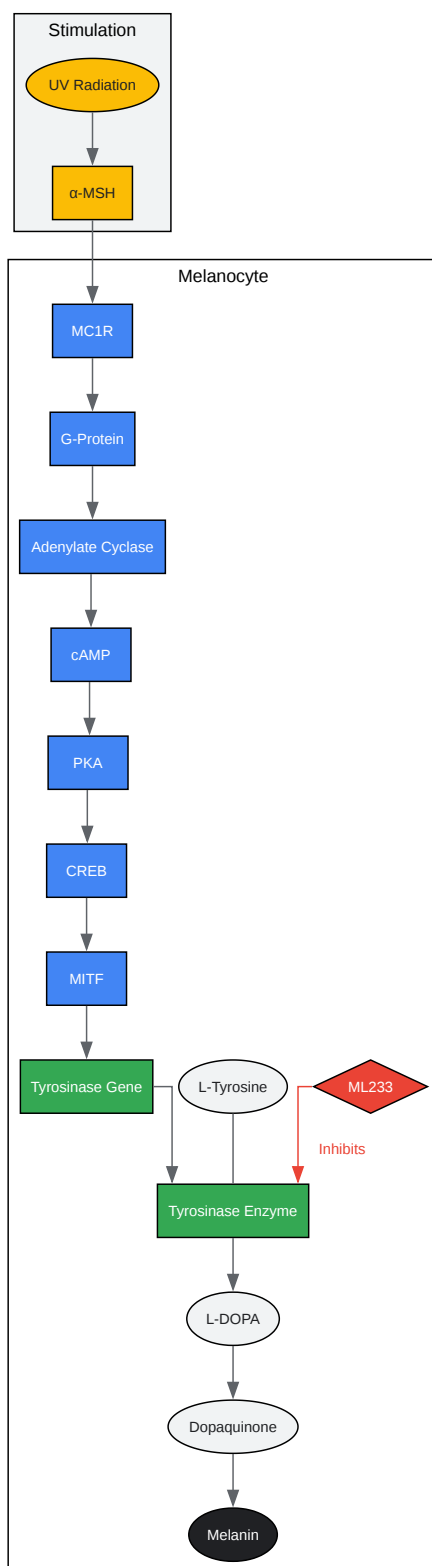 Stimulation
UV Radiation
α-MSH
Melanocyte
MC1R
G-Protein
Adenylate Cyclase
cAMP
PKA
CREB
MITF
Tyrosinase Gene
L-Tyrosine
ML233
Inhibits
Tyrosinase Enzyme
L-DOPA
Dopaquinone
Melanin